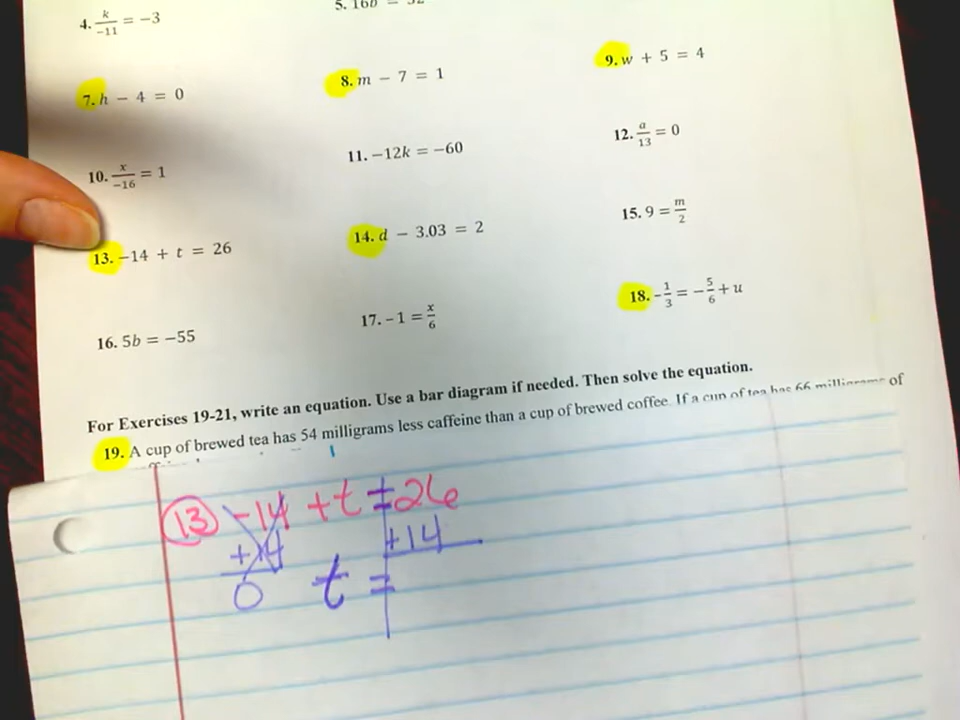 4. k/-11 = -3
7. h - 4 = 0
8. m - 7 = 1
9. w + 5 = 4
10. x/-16 = 1
11. -12k = -60
12. a/13 = 0
13. -14 + t = 26
14. d - 3.03 = 2
15. 9 = m/2
16. 5b = -55
17. -1 = x/6
18. -1/3 = -5/6 + u
For Exercises 19-21, write an equation. Use a bar diagram if needed. Then solve the equation.
19. A cup of brewed tea has 54 milligrams less caffeine than a cup of brewed coffee. If a cup of tea has 66 milligrams of
13 -14 + t = 26
+14 +14
0 t =